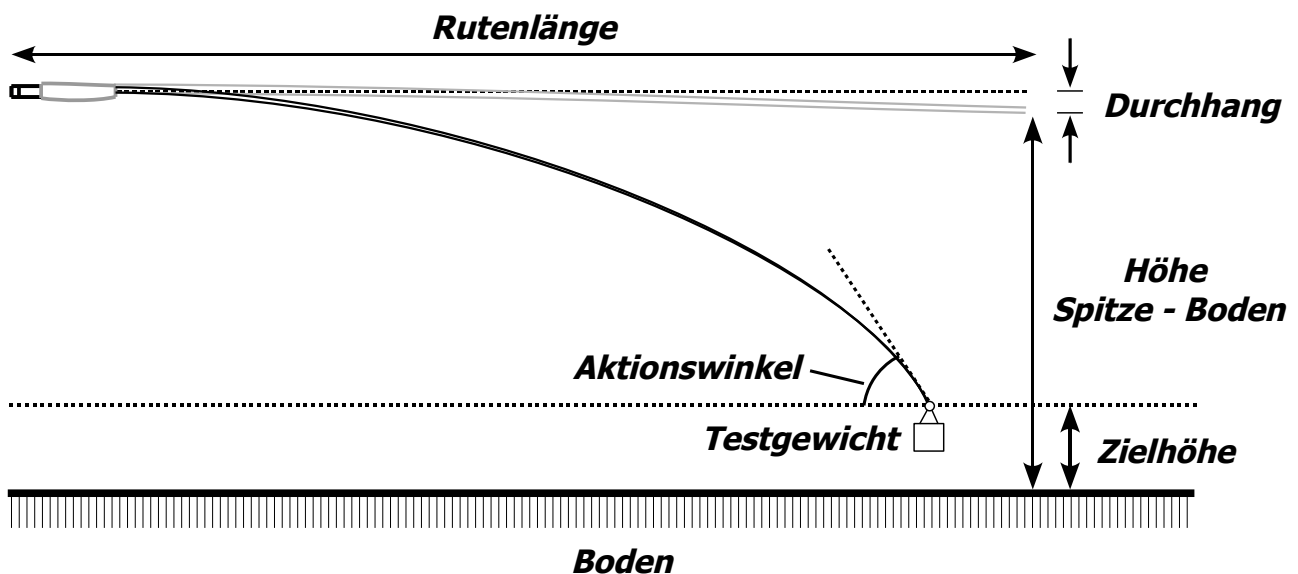 Rutenlänge
Durchhang
Höhe
Spitze - Boden
Aktionswinkel
Testgewicht
Zielhöhe
Boden